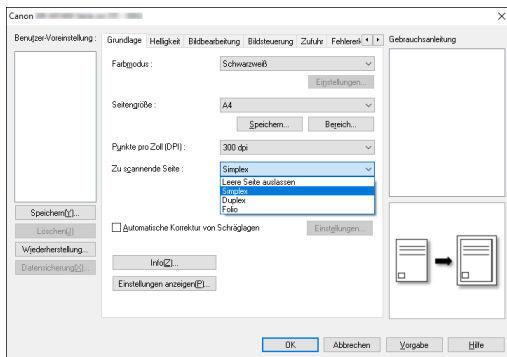 Canon
Benutzer-Voreinstellung :
Grundlage Helligkeit Bildbearbeitung Bildsteuerung Zufuhr
Gebrauchsanleitung
Farbmodus :
Schwarzweiß
Einstellungen...
Seitengröße :
A4
Speichern...
Bereich...
Punkte pro Zoll (DPI) :
300 dpi
Zu scannende Seite :
Simplex
Leere Seite auslassen
Simplex
Duplex
Folio
Speichern(Y)...
Löschen(J)
Wiederherstellung...
Datensicherung(X)...
Automatische Korrektur von Schräglagen
Einstellungen...
Info(Z)...
Einstellungen anzeigen(P)...
OK
Abbrechen
Vorgabe
Hilfe